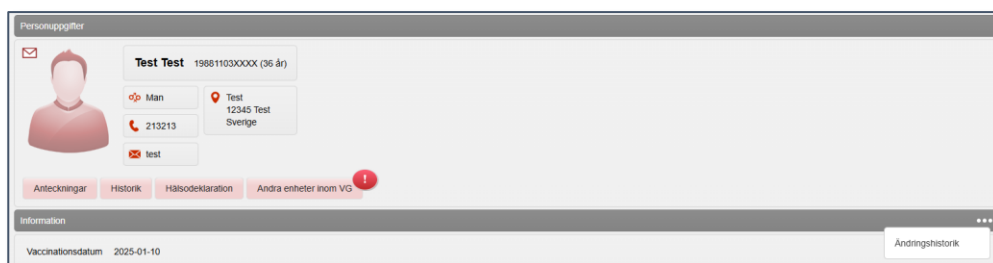 Personuppgifter
Test Test 19881103XXXX (36 år)
Man
213213
test
Test
12345 Test
Sverige
Anteckningar Historik Hälsodeklaration Andra enheter inom VG !
Information
Ändringshistorik
Vaccinationsdatum 2025-01-10